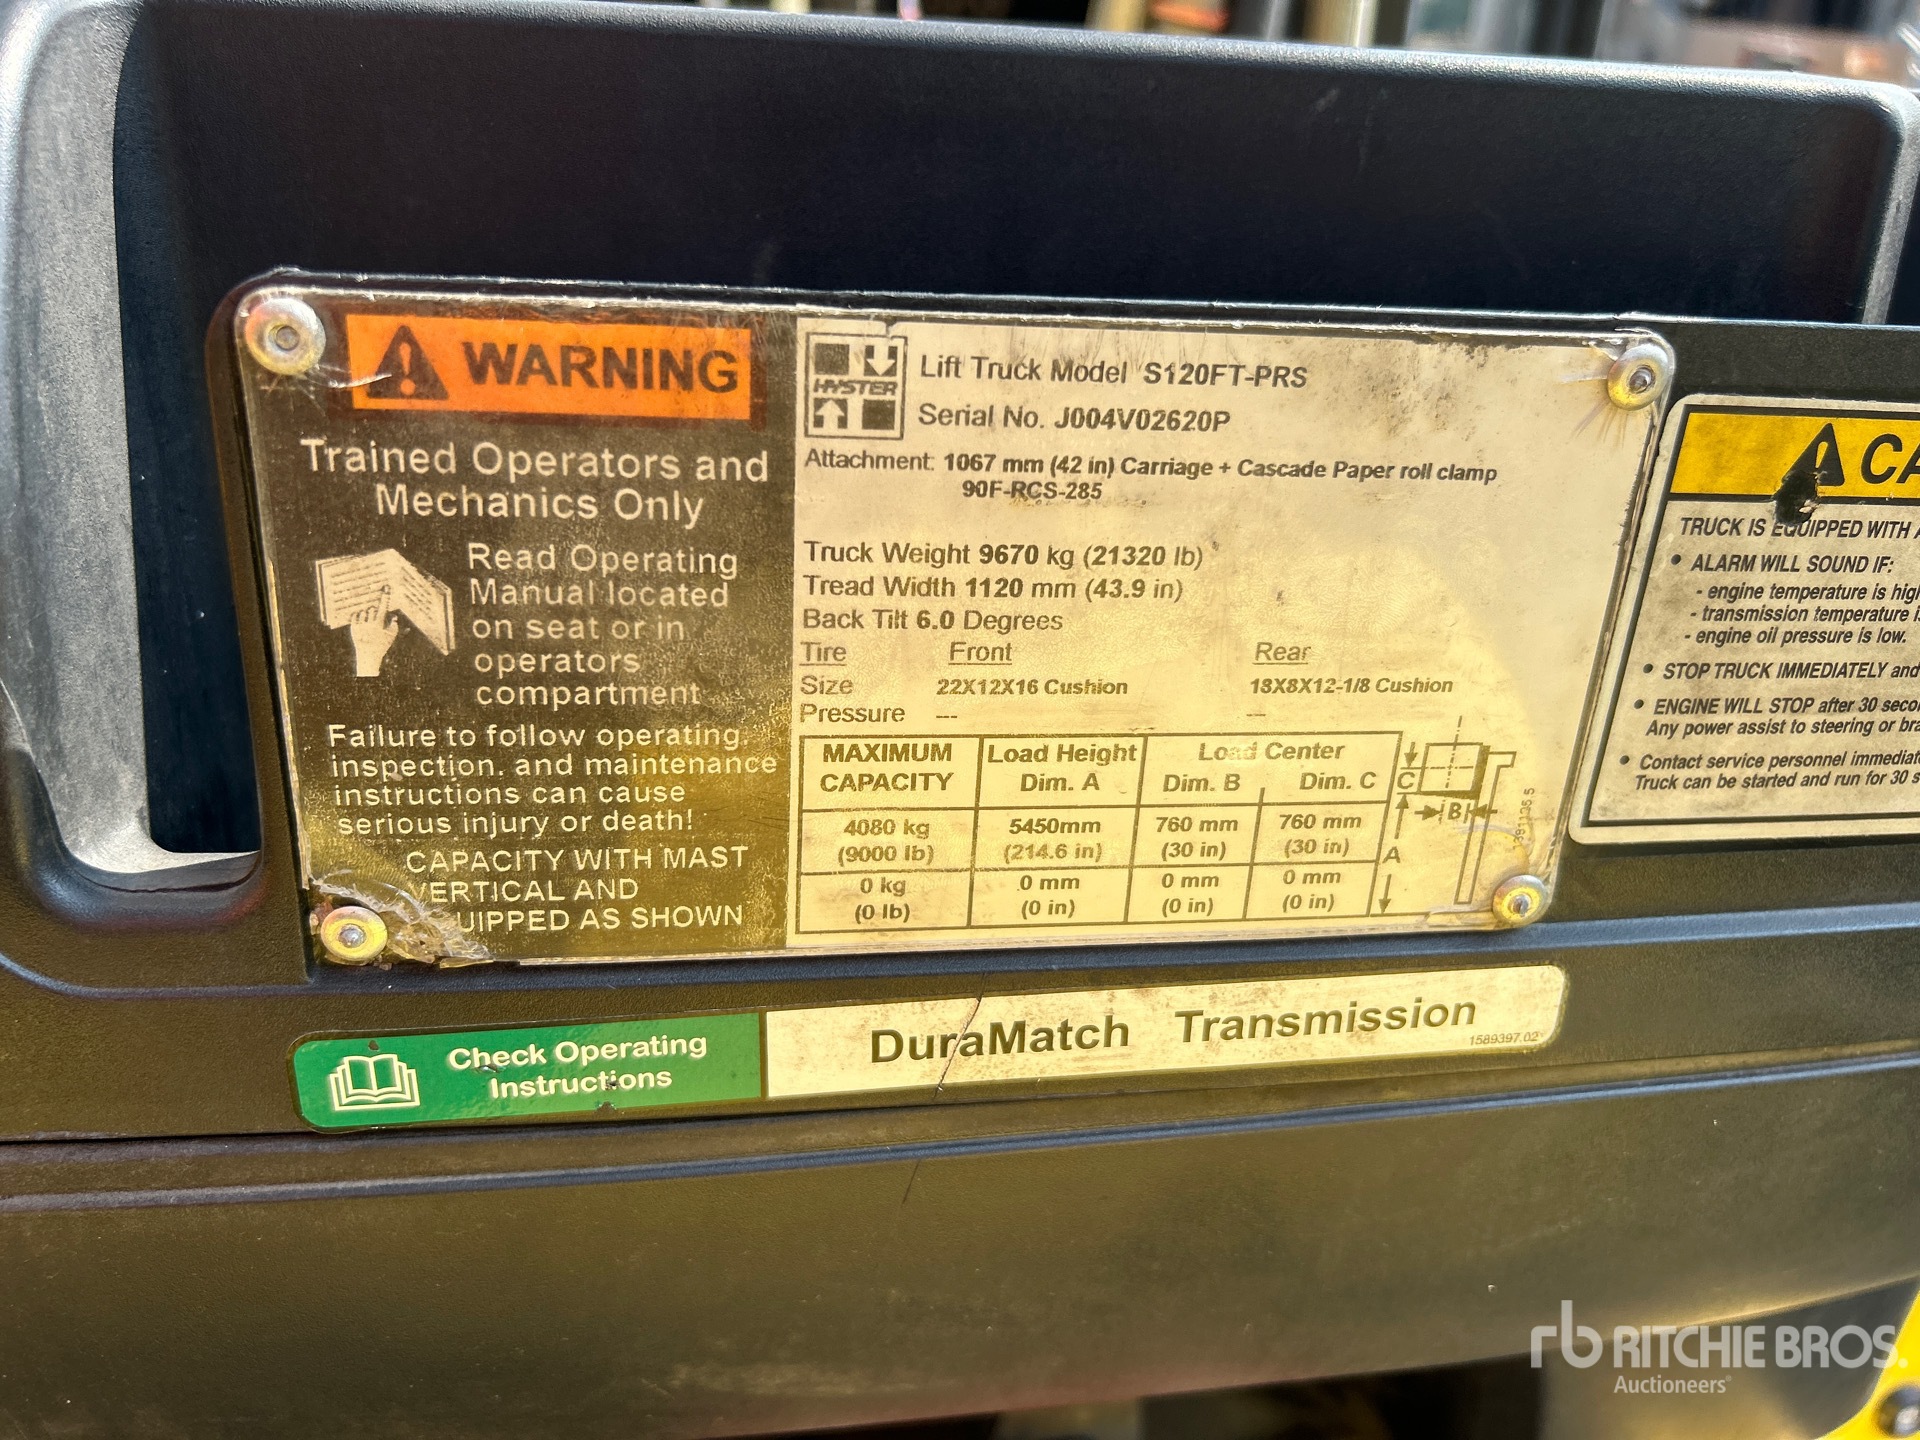 WARNING
Trained Operators and
Mechanics Only
Read Operating
Manual located
on seat or in
operators
compartment
Failure to follow operating,
inspection, and maintenance
instructions can cause
serious injury or death!
CAPACITY WITH MAST
VERTICAL AND
UIPPED AS SHOWN
HYSTER
Lift Truck Model S120FT-PRS
Serial No. J004V02620P
Attachment: 1067 mm (42 in) Carriage + Cascade Paper roll clamp
90F-RCS-285
Truck Weight 9670 kg (21320 lb)
Tread Width 1120 mm (43.9 in)
Back Tilt 6.0 Degrees
Tire Front Rear
Size 22X12X16 Cushion 18X8X12-1/8 Cushion
Pressure --- ---
MAXIMUM Load Height Load Center
CAPACITY Dim. A Dim. B Dim. C
4080 kg 5450mm 760 mm 760 mm
(9000 lb) (214.6 in) (30 in) (30 in)
0 kg 0 mm 0 mm 0 mm
(0 lb) (0 in) (0 in) (0 in)
C
B
A
CA
TRUCK IS EQUIPPED WITH A
• ALARM WILL SOUND IF:
- engine temperature is high
- transmission temperature i
- engine oil pressure is low.
• STOP TRUCK IMMEDIATELY and
• ENGINE WILL STOP after 30 seco
Any power assist to steering or bra
• Contact service personnel immediat
Truck can be started and run for 30 s
Check Operating
Instructions
DuraMatch Transmission
1589397.02
rb RITCHIE BROS.
Auctioneers